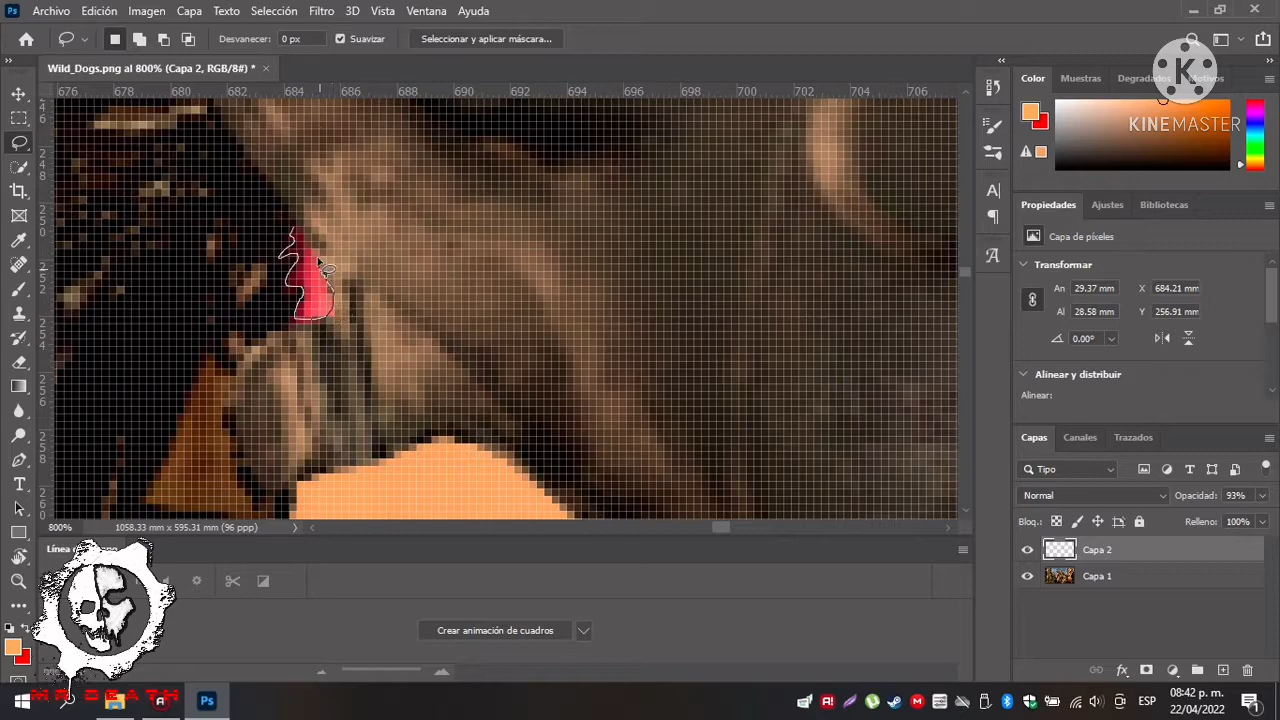 Ps Archivo Edición Imagen Capa Texto Selección Filtro 3D Vista Ventana Ayuda
Desvanecer: 0 px Suavizar Seleccionar y aplicar máscara...
Wild_Dogs.png al 800% (Capa 2, RGB/8#) * ×
676 678 680 682 684 686 688 690 692 694 696 698 700 702 704 706
Color Muestras Degradados Motivos
K
KINEMASTER
Propiedades Ajustes Bibliotecas
Capa de píxeles
Transformar
An 29.37 mm X 684.21 mm
Al 28.58 mm Y 256.91 mm
0.00°
Alinear y distribuir
Alinear:
Capas Canales Trazados
Tipo
Normal Opacidad: 93%
Bloq.: Relleno: 100%
Capa 2
Capa 1
800% 1058.33 mm x 595.31 mm (96 ppp)
Crear animación de cuadros
MR DEATH
Ps
ESP
08:42 p. m.
22/04/2022